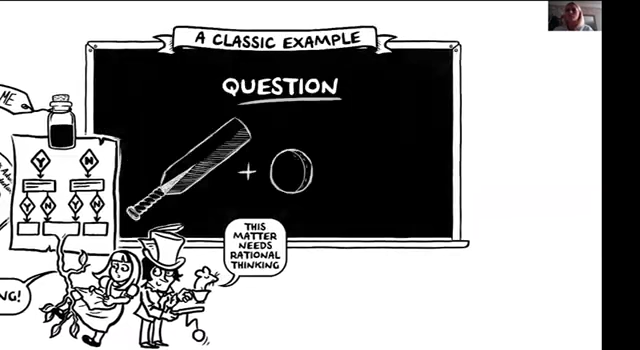 A CLASSIC EXAMPLE
QUESTION
ME
Y N
Y N Y N
THIS
MATTER
NEEDS
RATIONAL
THINKING
NG!